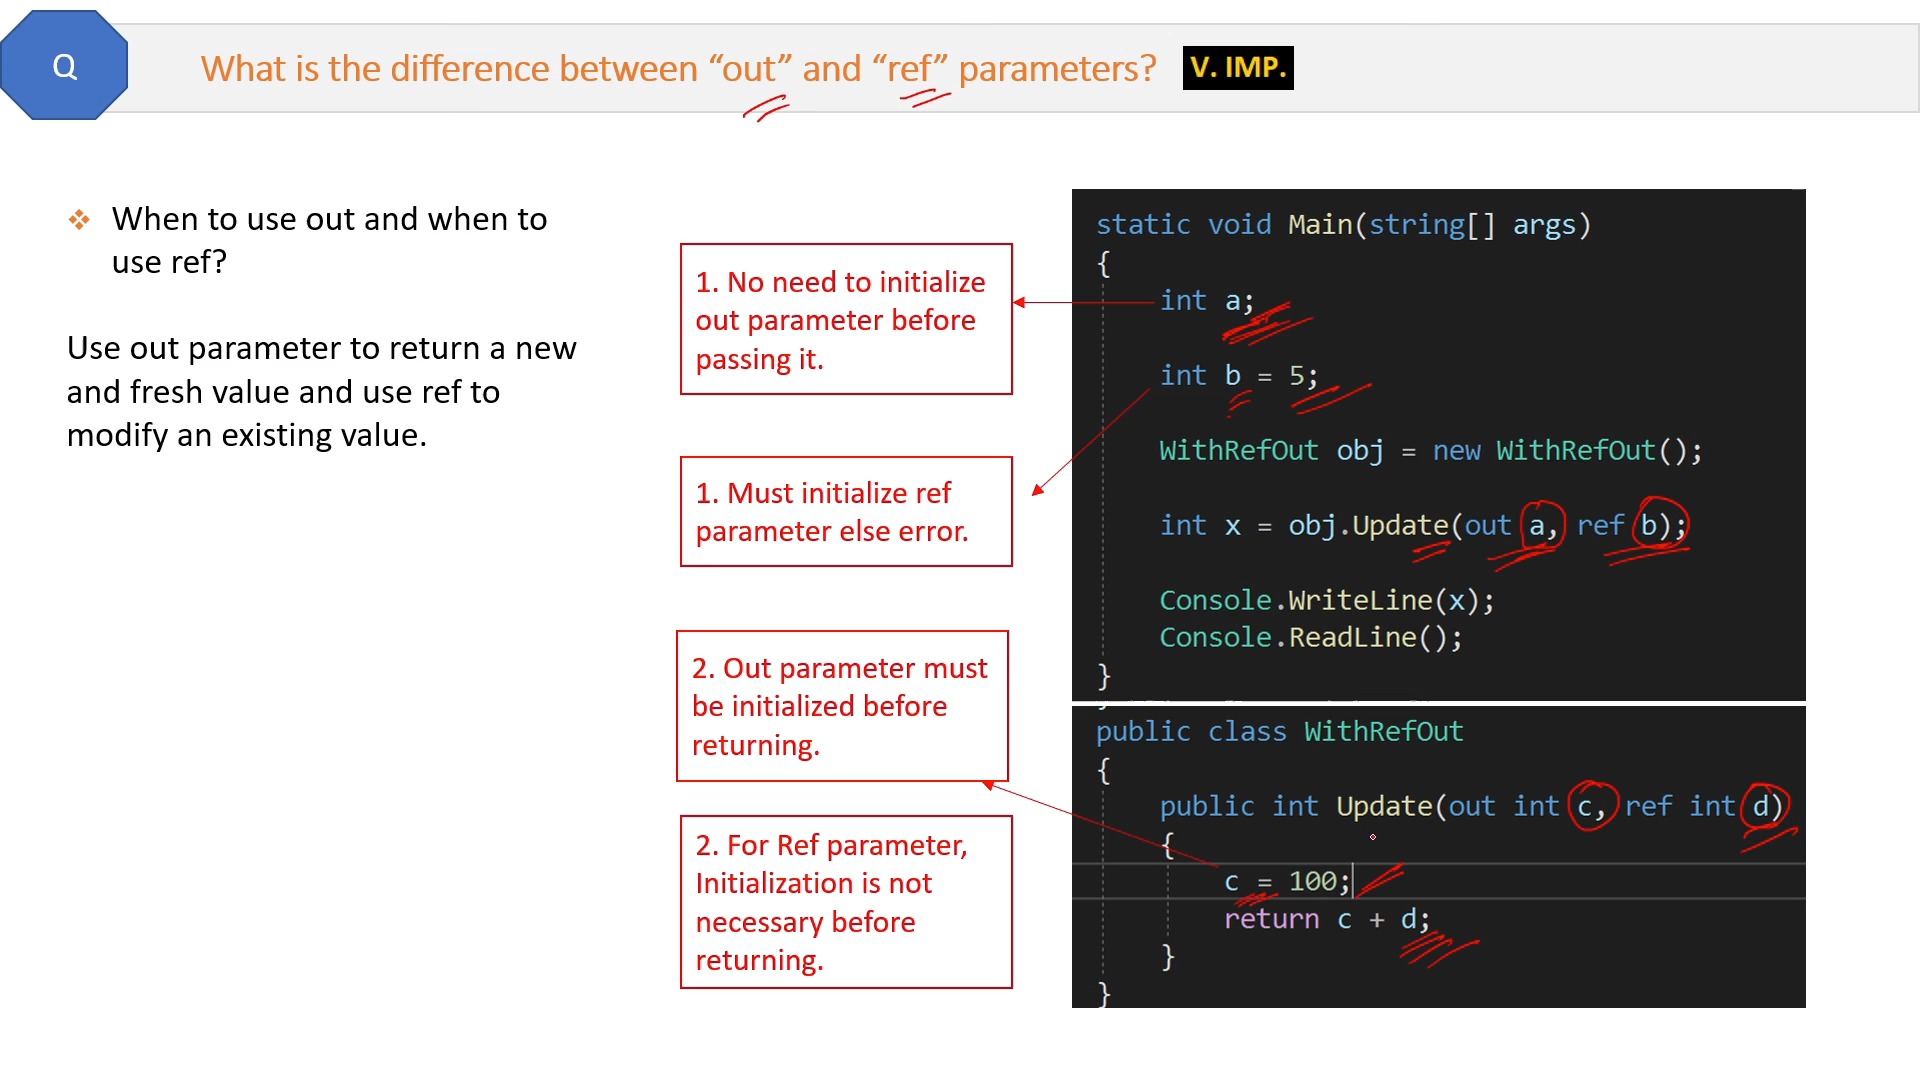 Q
What is the difference between “out” and “ref” parameters?
V. IMP.
When to use out and when to
use ref?
Use out parameter to return a new
and fresh value and use ref to
modify an existing value.
1. No need to initialize
out parameter before
passing it.
1. Must initialize ref
parameter else error.
2. Out parameter must
be initialized before
returning.
2. For Ref parameter,
Initialization is not
necessary before
returning.
static void Main(string[] args)
{
int a;
int b = 5;
WithRefOut obj = new WithRefOut();
int x = obj.Update(out a, ref b);
Console.WriteLine(x);
Console.ReadLine();
}
public class WithRefOut
{
public int Update(out int c, ref int d)
{
c = 100;
return c + d;
}
}